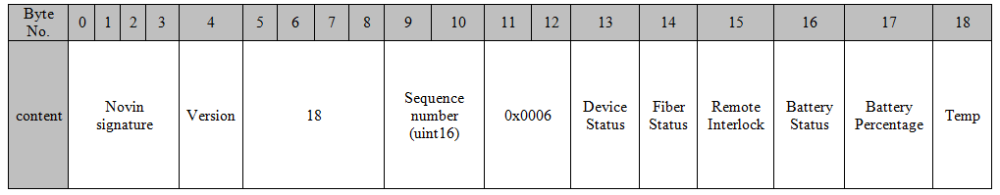 Byte No. 0 1 2 3 4 5 6 7 8 9 10 11 12 13 14 15 16 17 18
content
Novin
signature
Version
18
Sequence
number
(uint16)
0x0006
Device
Status
Fiber
Status
Remote
Interlock
Battery
Status
Battery
Percentage
Temp